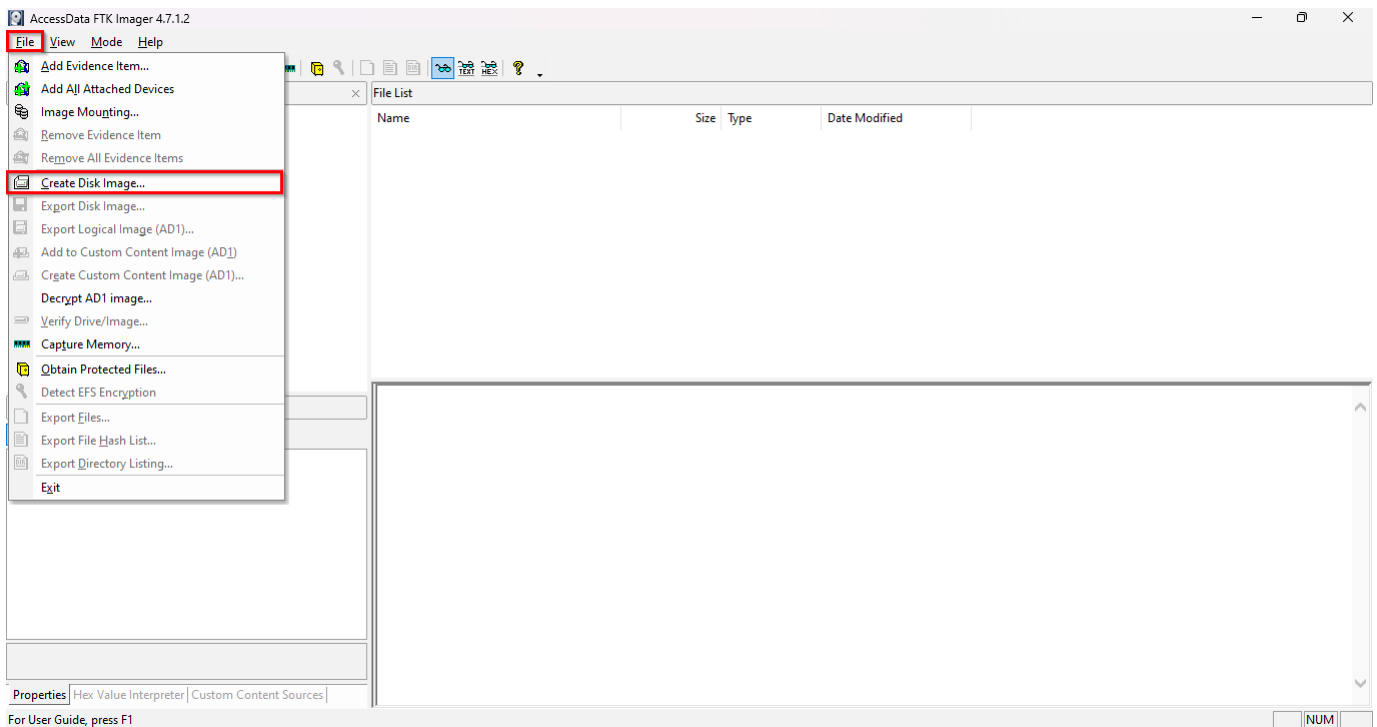 AccessData FTK Imager 4.7.1.2
File View Mode Help
Add Evidence Item...
Add All Attached Devices
Image Mounting...
Remove Evidence Item
Remove All Evidence Items
Create Disk Image...
Export Disk Image...
Export Logical Image (AD1)...
Add to Custom Content Image (AD1)
Create Custom Content Image (AD1)...
Decrypt AD1 image...
Verify Drive/Image...
Capture Memory...
Obtain Protected Files...
Detect EFS Encryption
Export Files...
Export File Hash List...
Export Directory Listing...
Exit
TEXT HEX
File List
Name Size Type Date Modified
Properties Hex Value Interpreter Custom Content Sources
For User Guide, press F1
NUM